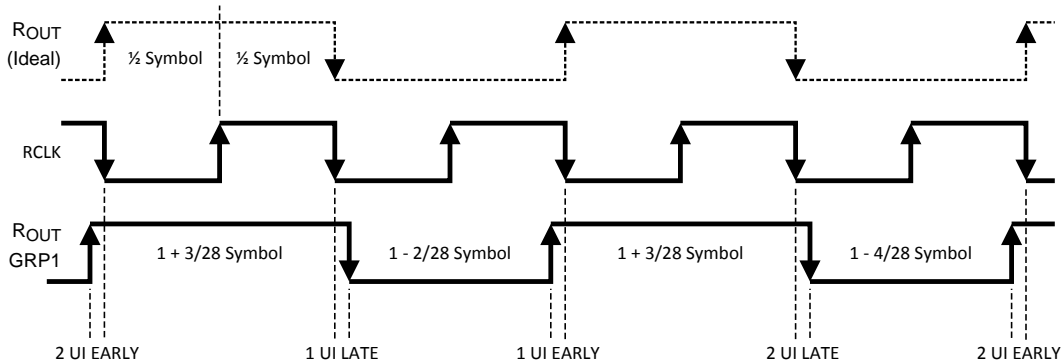 ROUT
(Ideal)
½ Symbol
½ Symbol
RCLK
ROUT
GRP1
1 + 3/28 Symbol
1 - 2/28 Symbol
1 + 3/28 Symbol
1 - 4/28 Symbol
2 UI EARLY
1 UI LATE
1 UI EARLY
2 UI LATE
2 UI EARLY